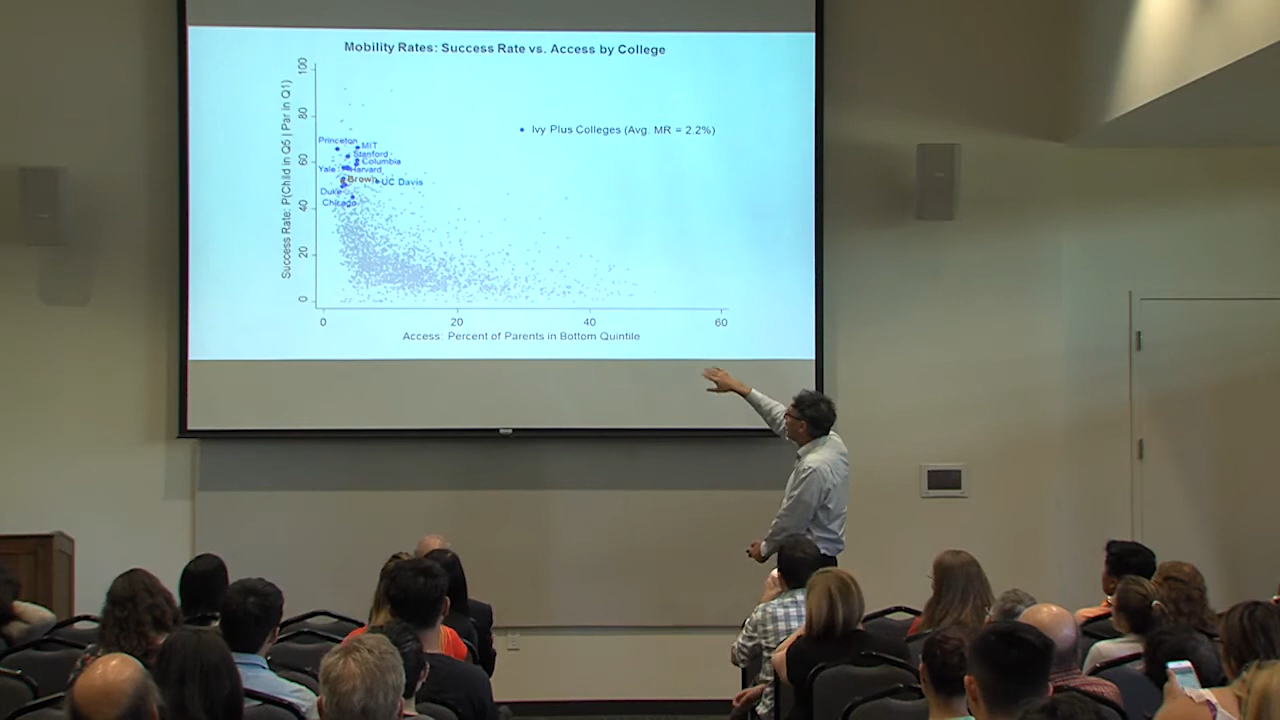 Mobility Rates: Success Rate vs. Access by College
Success Rate: P(Child in Q5 | Par in Q1)
100
80
60
40
20
0
Ivy Plus Colleges (Avg. MR = 2.2%)
Princeton
MIT
Stanford
Columbia
Yale
Harvard
Brown
UC Davis
Duke
Chicago
0 20 40 60
Access: Percent of Parents in Bottom Quintile